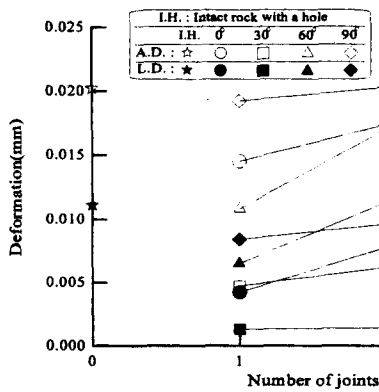 I.H. : Intact rock with a hole
I.H. 0° 30° 60° 90°
A.D. : ☆ ○ □ △ ◇
L.D. : ★ ● ■ ▲ ◆
0.025
0.020
0.015
0.010
0.005
0.000
Deformation(mm)
0 1
Number of joints